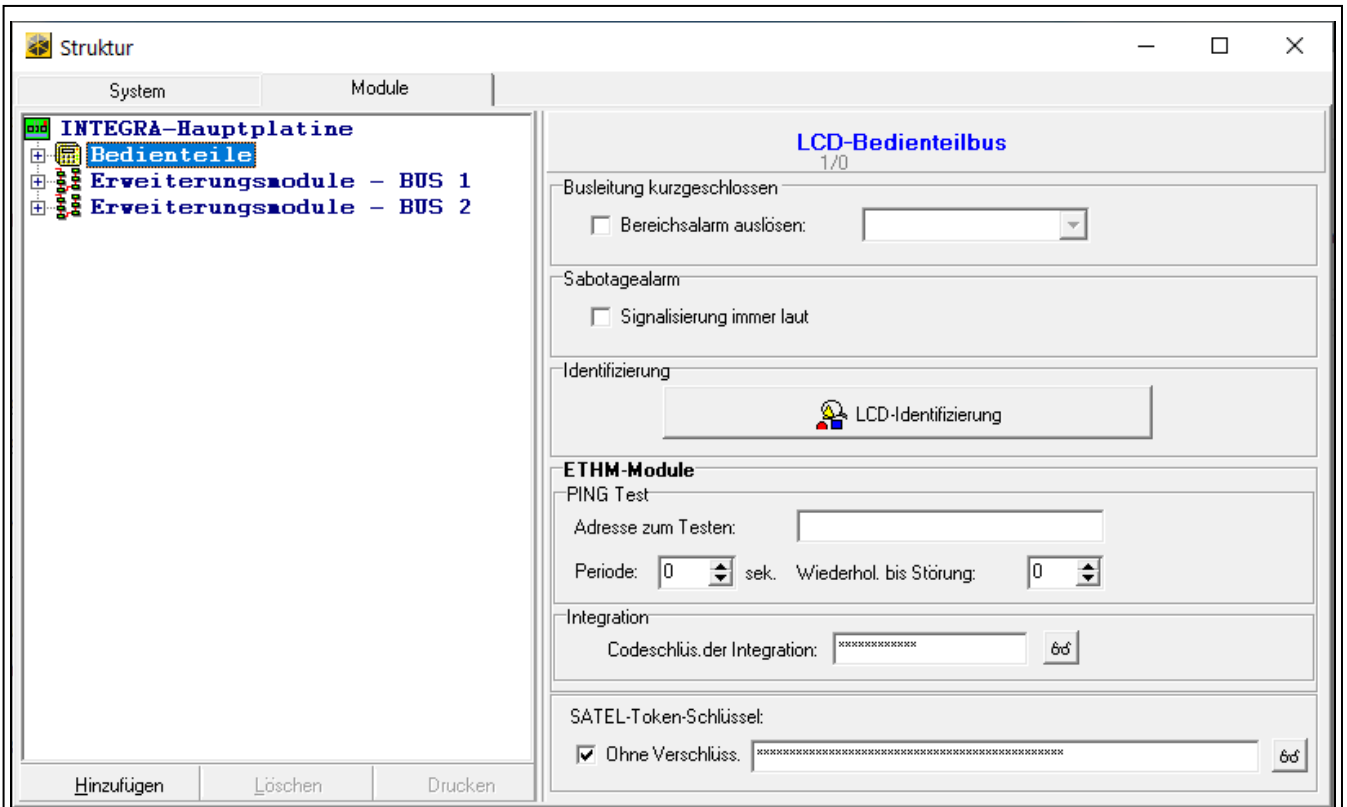 Struktur
System
Module
INTEGRA-Hauptplatine
Bedienteile
Erweiterungsmodule - BUS 1
Erweiterungsmodule - BUS 2
Hinzufügen
Löschen
Drucken
LCD-Bedienteilbus
1/0
Busleitung kurzgeschlossen
Bereichsalarm auslösen:
Sabotagealarm
Signalisierung immer laut
Identifizierung
LCD-Identifizierung
ETHM-Module
PING Test
Adresse zum Testen:
Periode: 0 sek. Wiederhol. bis Störung: 0
Integration
Codeschlüs.der Integration: ************
SATEL-Token-Schlüssel:
Ohne Verschlüss. ***********************************************